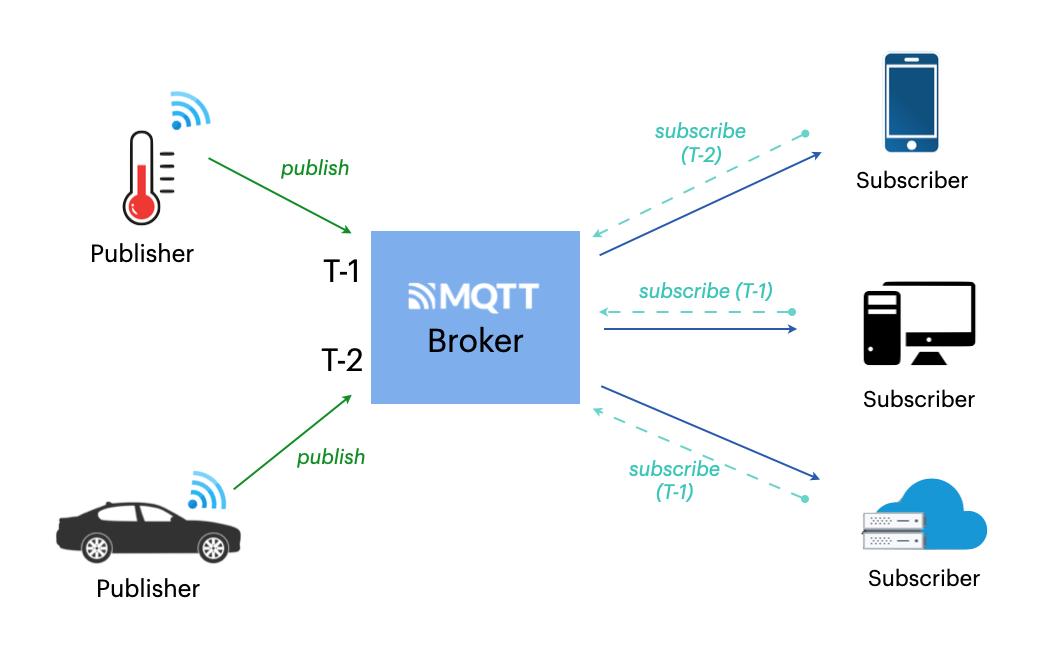 publish
Publisher
T-1
MQTT
Broker
T-2
publish
Publisher
subscribe
(T-2)
Subscriber
subscribe (T-1)
Subscriber
subscribe
(T-1)
Subscriber